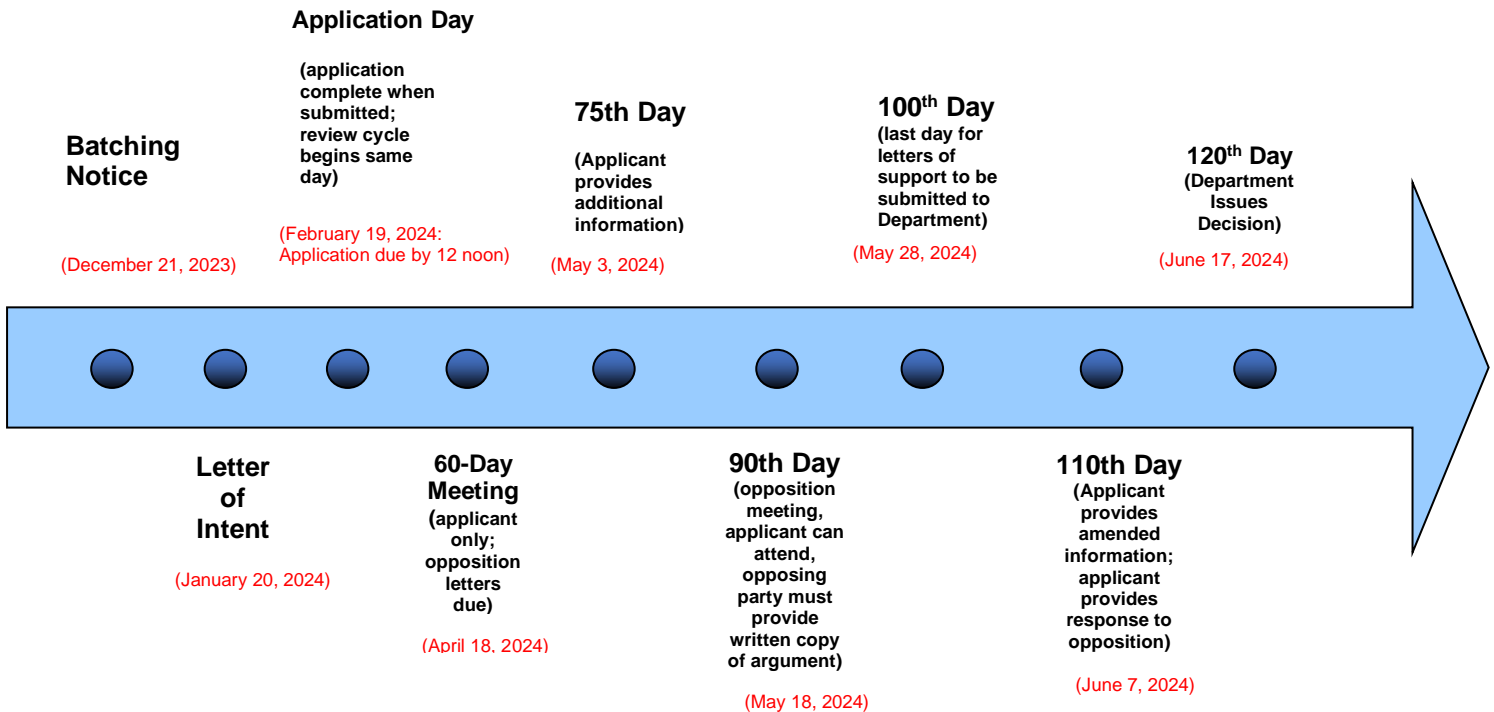 Batching
Notice
(December 21, 2023)
Letter
of
Intent
(January 20, 2024)
Application Day
(application
complete when
submitted;
review cycle
begins same
day)
(February 19, 2024:
Application due by 12 noon)
60-Day
Meeting
(applicant
only;
opposition
letters
due)
(April 18, 2024)
75th Day
(Applicant
provides
additional
information)
(May 3, 2024)
90th Day
(opposition
meeting,
applicant can
attend,
opposing
party must
provide
written copy
of argument)
(May 18, 2024)
100th Day
(last day for
letters of
support to be
submitted to
Department)
(May 28, 2024)
110th Day
(Applicant
provides
amended
information;
applicant
provides
response to
opposition)
(June 7, 2024)
120th Day
(Department
Issues
Decision)
(June 17, 2024)